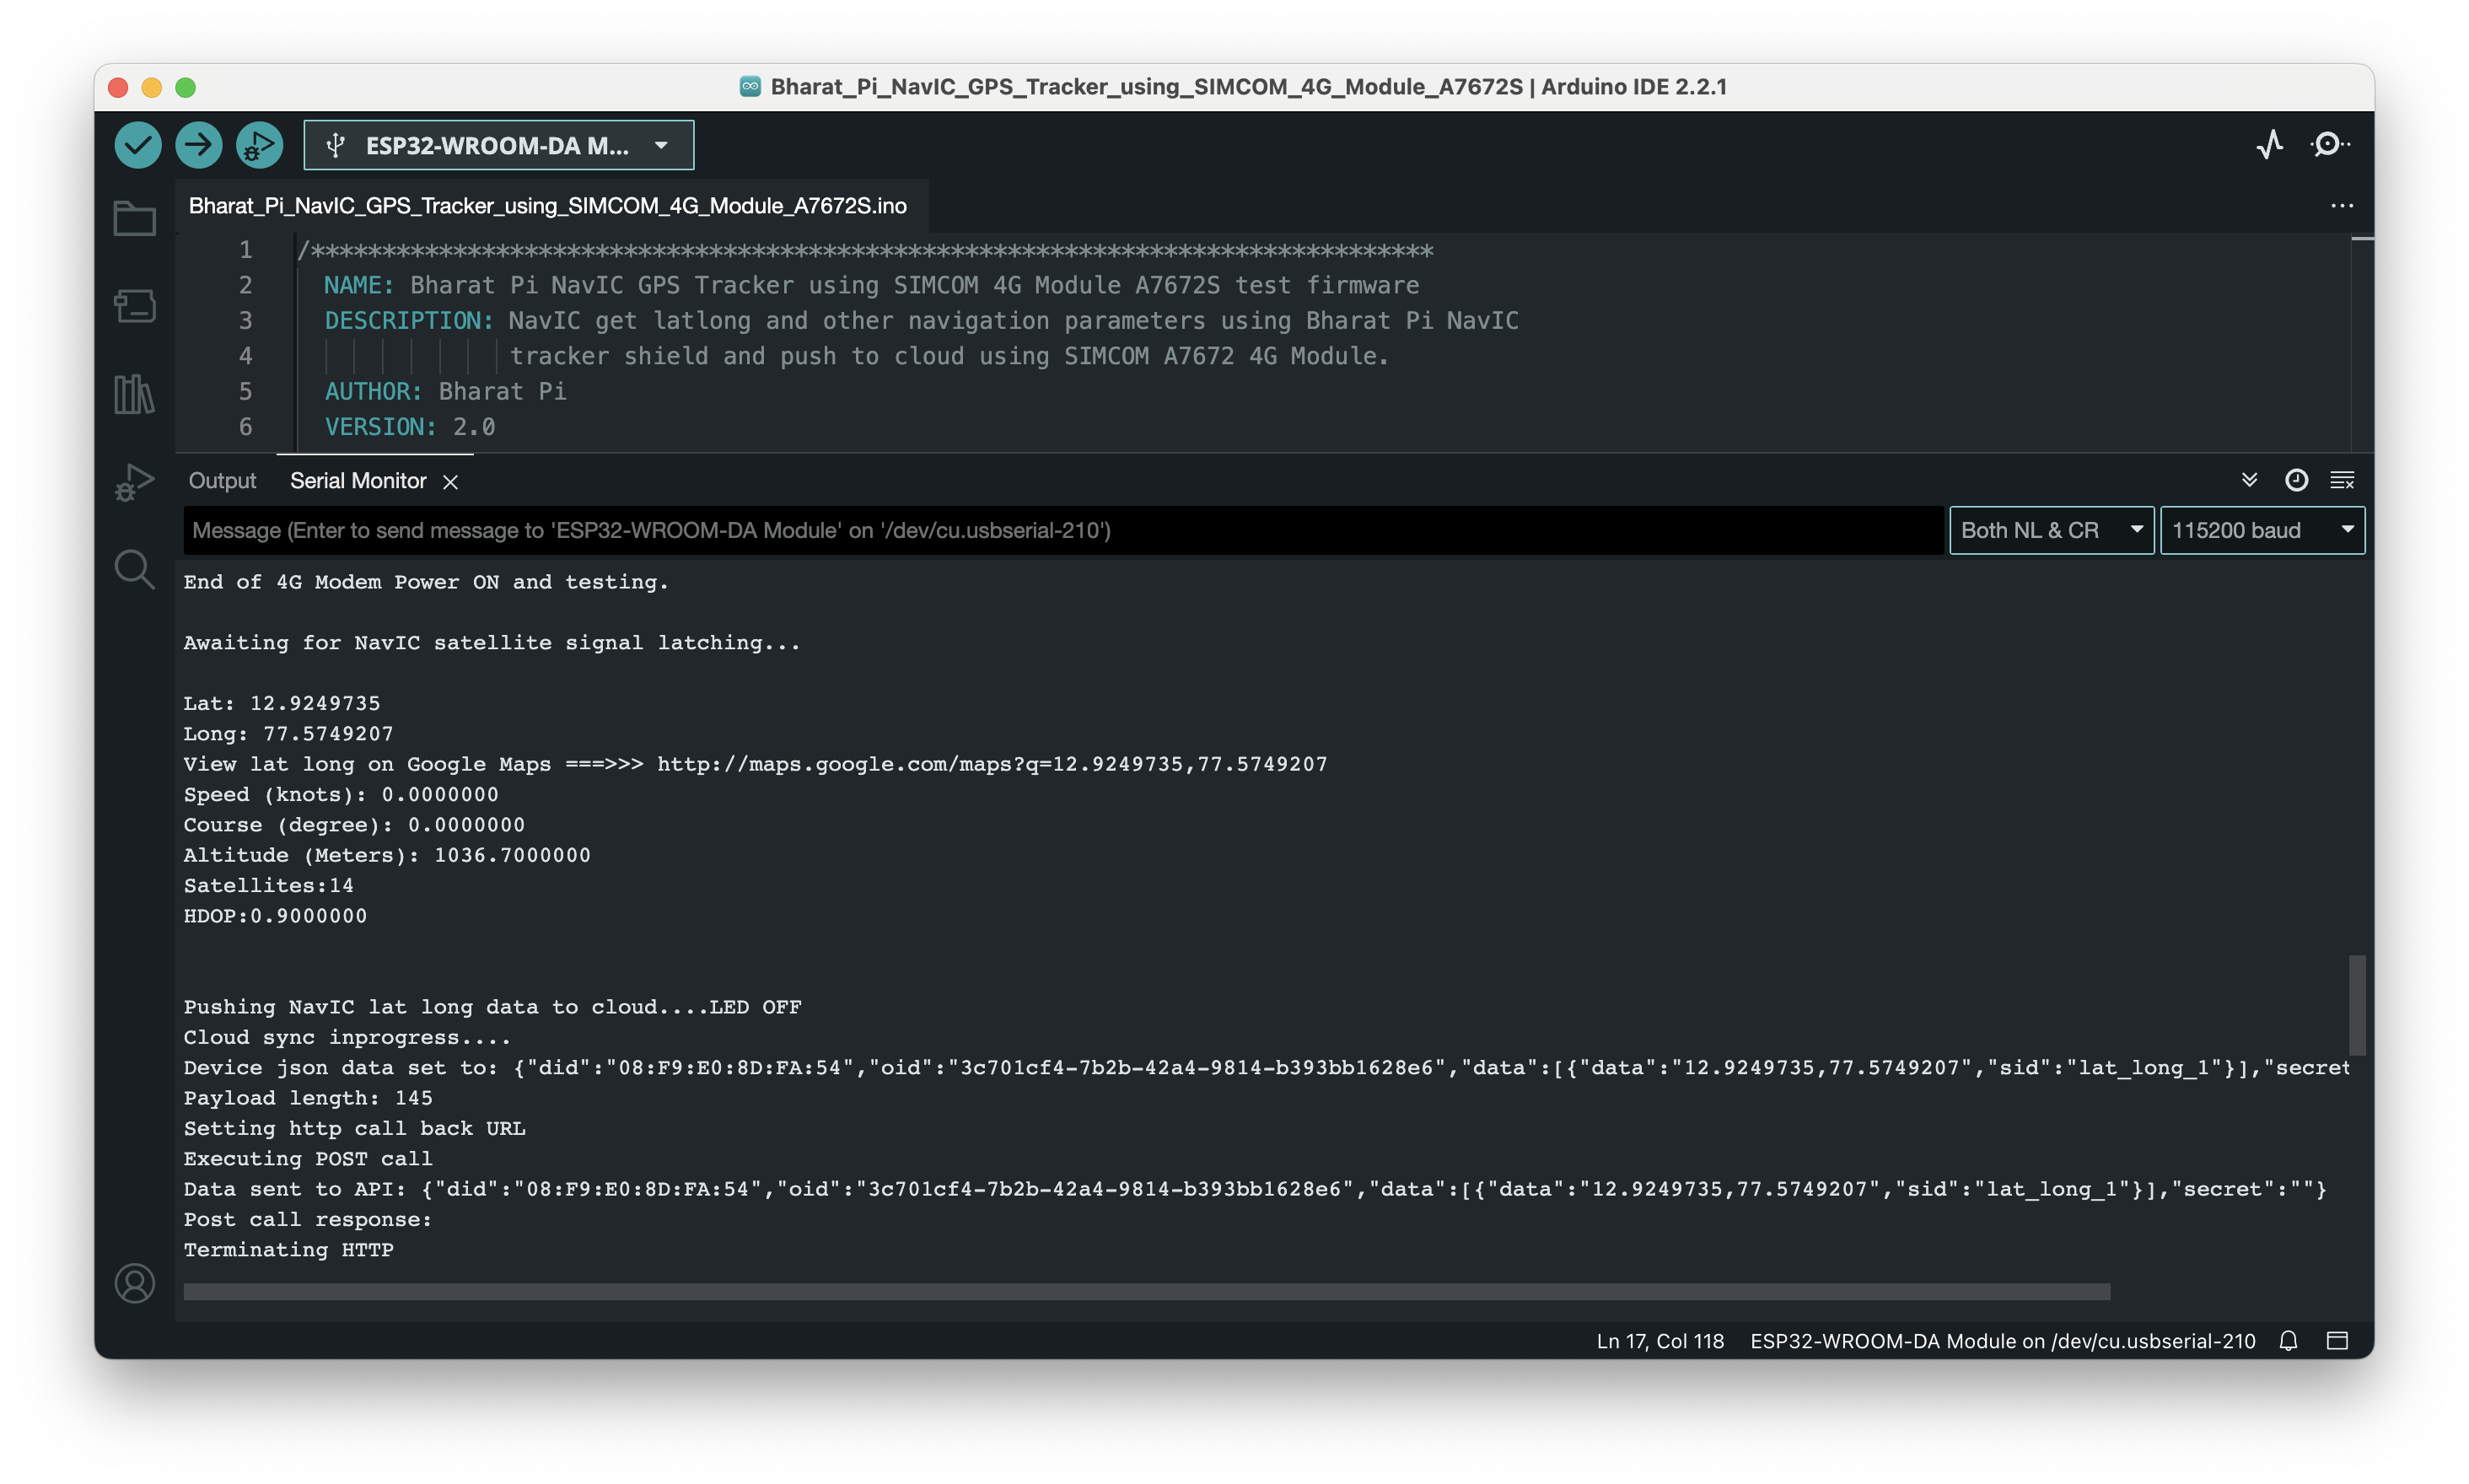 Bharat_Pi_NavIC_GPS_Tracker_using_SIMCOM_4G_Module_A7672S | Arduino IDE 2.2.1
ESP32-WROOM-DA M...
Bharat_Pi_NavIC_GPS_Tracker_using_SIMCOM_4G_Module_A7672S.ino
1 /*******************************************************************************
2 NAME: Bharat Pi NavIC GPS Tracker using SIMCOM 4G Module A7672S test firmware
3 DESCRIPTION: NavIC get latlong and other navigation parameters using Bharat Pi NavIC
4 tracker shield and push to cloud using SIMCOM A7672 4G Module.
5 AUTHOR: Bharat Pi
6 VERSION: 2.0
Output Serial Monitor
Message (Enter to send message to 'ESP32-WROOM-DA Module' on '/dev/cu.usbserial-210') Both NL & CR 115200 baud
End of 4G Modem Power ON and testing.
Awaiting for NavIC satellite signal latching...
Lat: 12.9249735
Long: 77.5749207
View lat long on Google Maps ===>>> http://maps.google.com/maps?q=12.9249735,77.5749207
Speed (knots): 0.0000000
Course (degree): 0.0000000
Altitude (Meters): 1036.7000000
Satellites:14
HDOP:0.9000000
Pushing NavIC lat long data to cloud....LED OFF
Cloud sync inprogress....
Device json data set to: {"did":"08:F9:E0:8D:FA:54","oid":"3c701cf4-7b2b-42a4-9814-b393bb1628e6","data":[{"data":"12.9249735,77.5749207","sid":"lat_long_1"}],"secret
Payload length: 145
Setting http call back URL
Executing POST call
Data sent to API: {"did":"08:F9:E0:8D:FA:54","oid":"3c701cf4-7b2b-42a4-9814-b393bb1628e6","data":[{"data":"12.9249735,77.5749207","sid":"lat_long_1"}],"secret":""}
Post call response:
Terminating HTTP
Ln 17, Col 118 ESP32-WROOM-DA Module on /dev/cu.usbserial-210